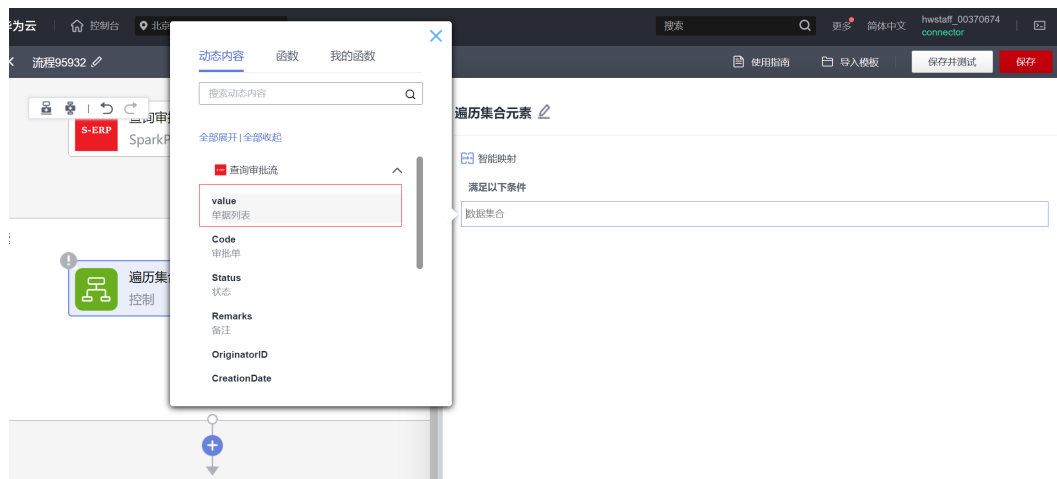 为云
控制台
北京
搜索
更多
简体中文
hwstaff_00370674
connector
流程95932
使用指南
导入模板
保存并测试
保存
动态内容
函数
我的函数
搜索动态内容
全部展开|全部收起
查询审批流
value
单据列表
Code
审批单
Status
状态
Remarks
备注
OriginatorID
CreationDate
S-ERP
SparkP
遍历集
控制
遍历集合元素
智能映射
满足以下条件
数据集合